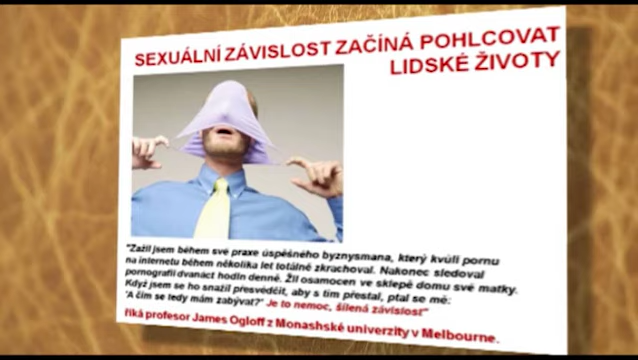 SEXUÁLNÍ ZÁVISLOST ZAČÍNÁ POHLCOVAT
LIDSKÉ ŽIVOTY
"Zažil jsem během své praxe úspěšného byznysmana, který kvůli pornu
na internetu během několika let totálně zkrachoval. Nakonec sledoval
pornografii dvanáct hodin denně. Žil osamocen ve sklepě domu své matky.
Když jsem se ho snažil přesvědčit, aby s tím přestal, ptal se mě:
'A čím se tedy mám zabývat?' Je to nemoc, šílená závislost"
říká profesor James Ogloff z Monashské univerzity v Melbourne.